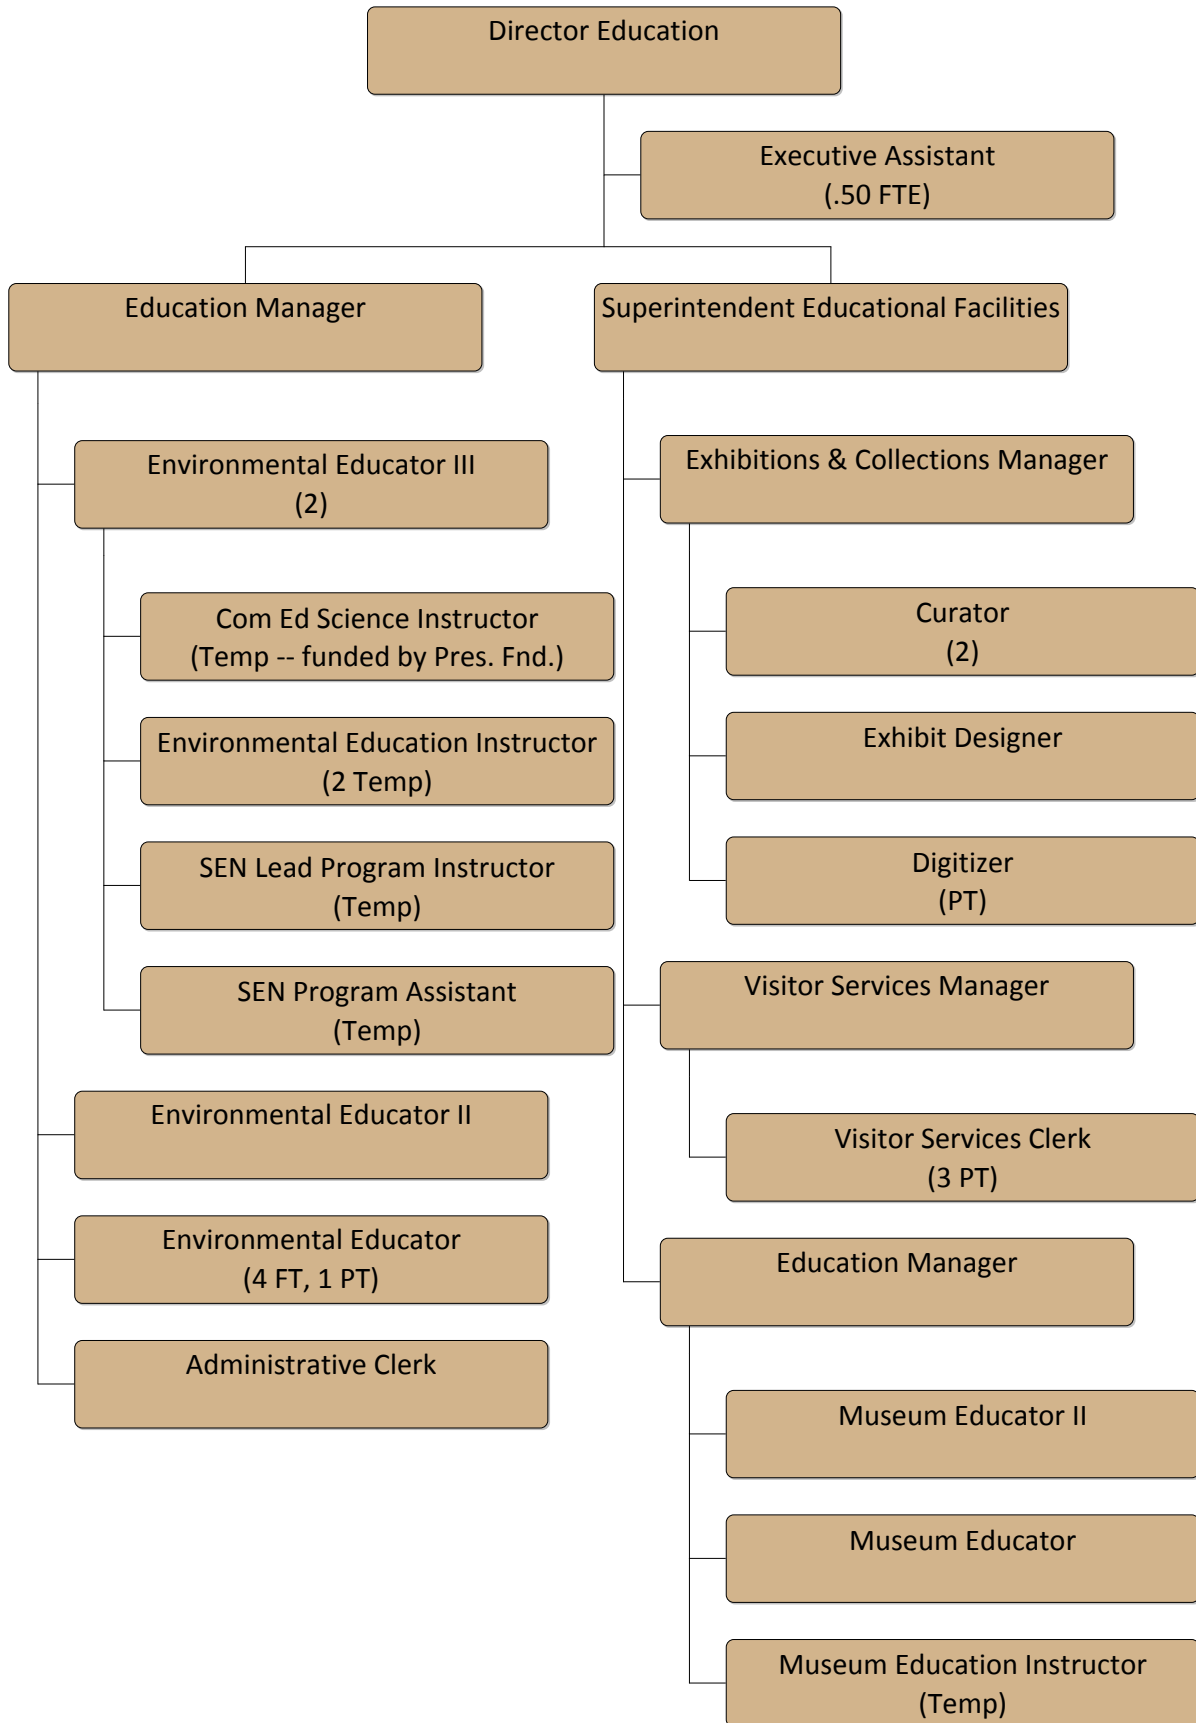 Director Education
Executive Assistant
(.50 FTE)
Education Manager
Superintendent Educational Facilities
Environmental Educator III
(2)
Com Ed Science Instructor
(Temp -- funded by Pres. Fnd.)
Environmental Education Instructor
(2 Temp)
SEN Lead Program Instructor
(Temp)
SEN Program Assistant
(Temp)
Environmental Educator II
Environmental Educator
(4 FT, 1 PT)
Administrative Clerk
Exhibitions & Collections Manager
Curator
(2)
Exhibit Designer
Digitizer
(PT)
Visitor Services Manager
Visitor Services Clerk
(3 PT)
Education Manager
Museum Educator II
Museum Educator
Museum Education Instructor
(Temp)